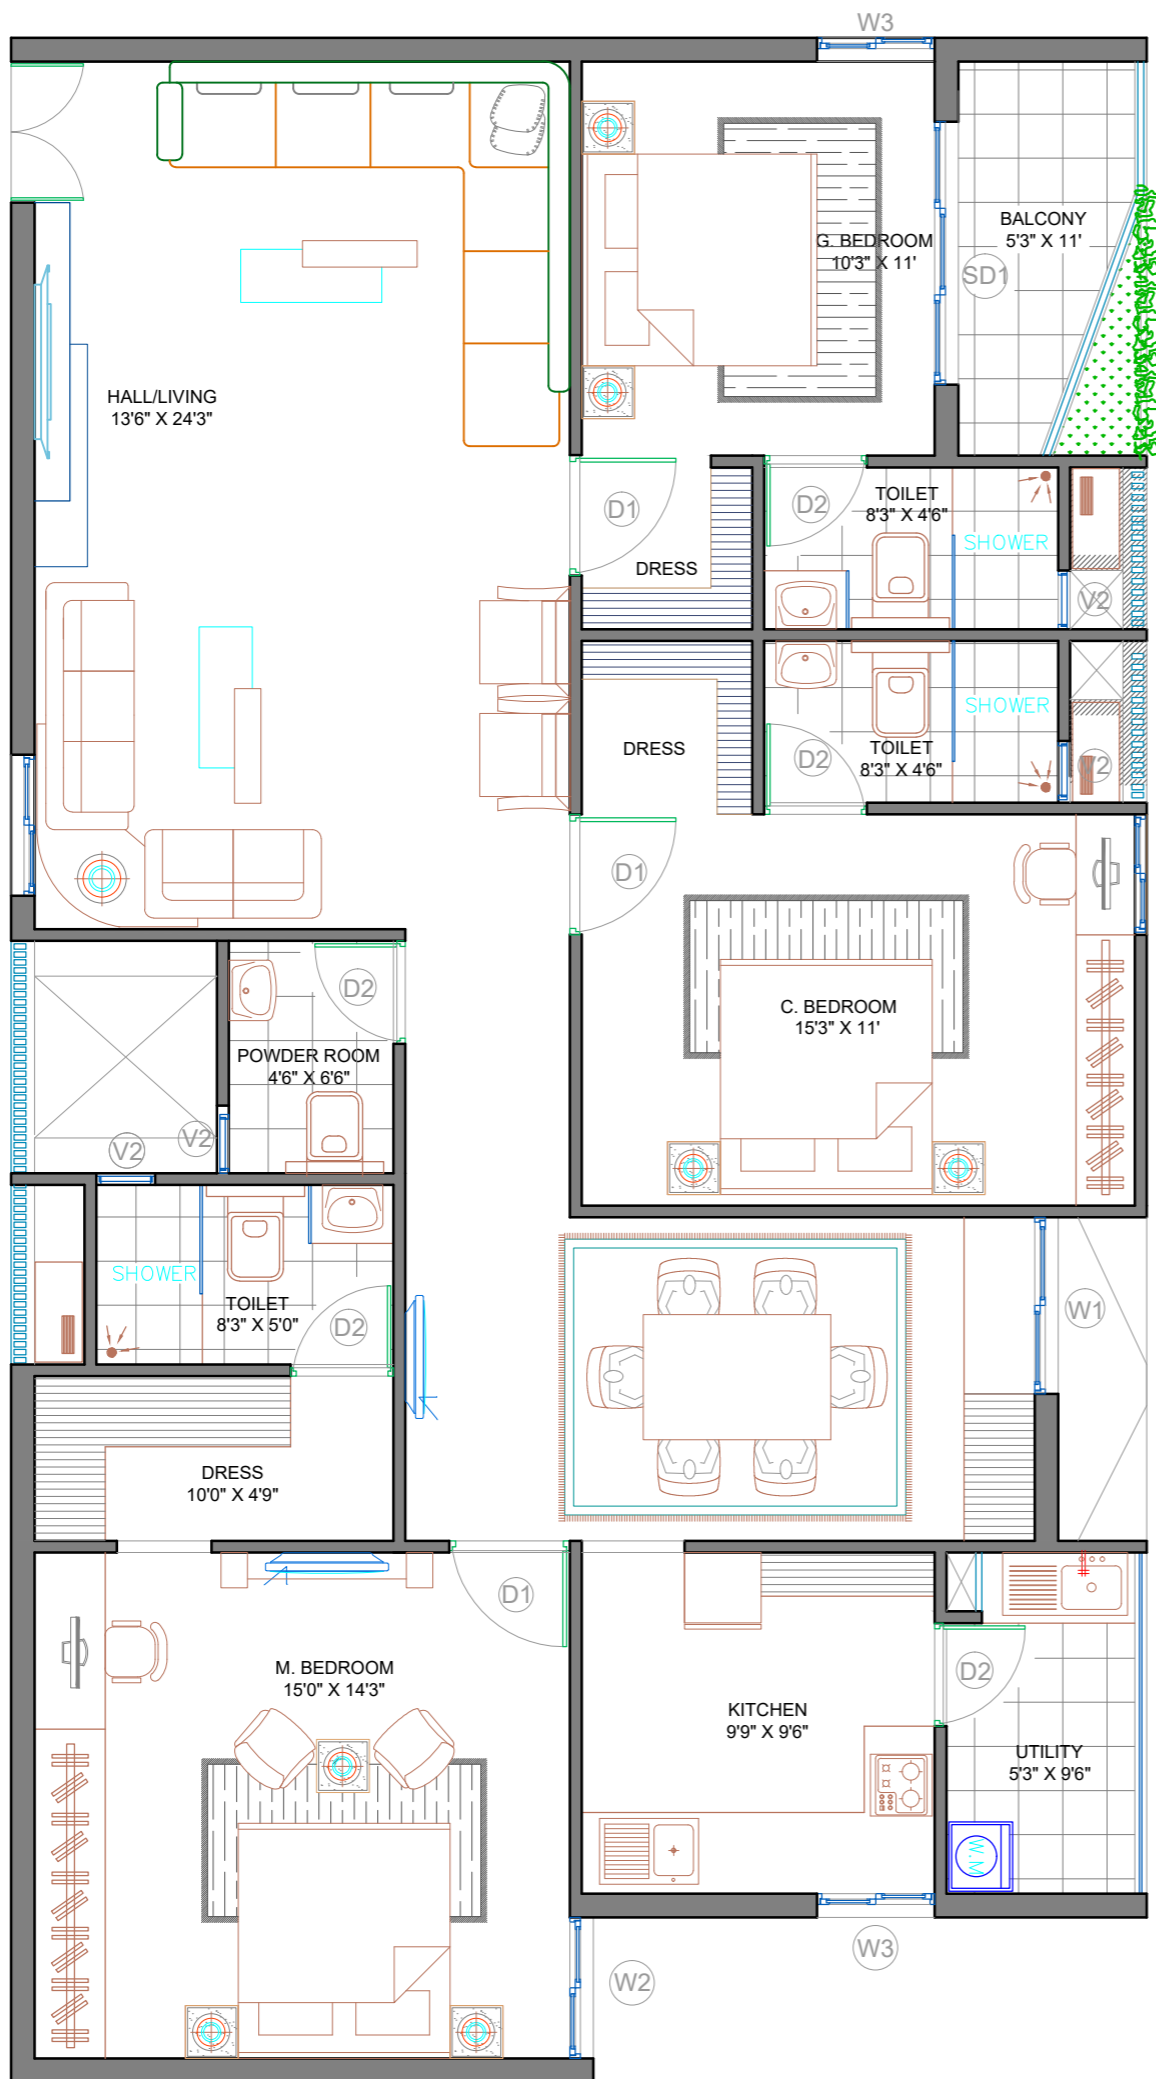 W3
BALCONY
5'3" X 11'
G. BEDROOM
10'3" X 11'
SD1
HALL/LIVING
13'6" X 24'3"
TOILET
8'3" X 4'6"
D1
D2
SHOWER
DRESS
V2
SHOWER
DRESS
TOILET
8'3" X 4'6"
D2
V2
D1
C. BEDROOM
15'3" X 11'
D2
POWDER ROOM
4'6" X 6'6"
V2
V2
SHOWER
TOILET
8'3" X 5'0"
D2
W1
DRESS
10'0" X 4'9"
D1
M. BEDROOM
15'0" X 14'3"
D2
KITCHEN
9'9" X 9'6"
UTILITY
5'3" X 9'6"
W.M
W3
W2